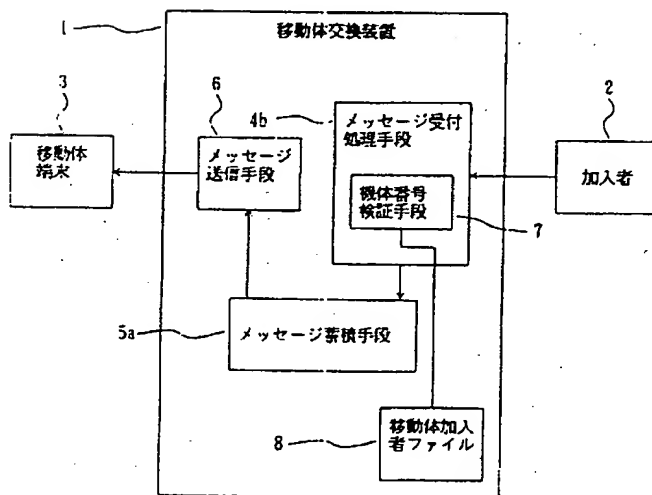 1
移動体交換装置
3
移動体
端末
6
メッセージ
送信手段
4b
メッセージ受付
処理手段
機体番号
検証手段
7
2
加入者
5a
メッセージ蓄積手段
移動体加入
者ファイル
8